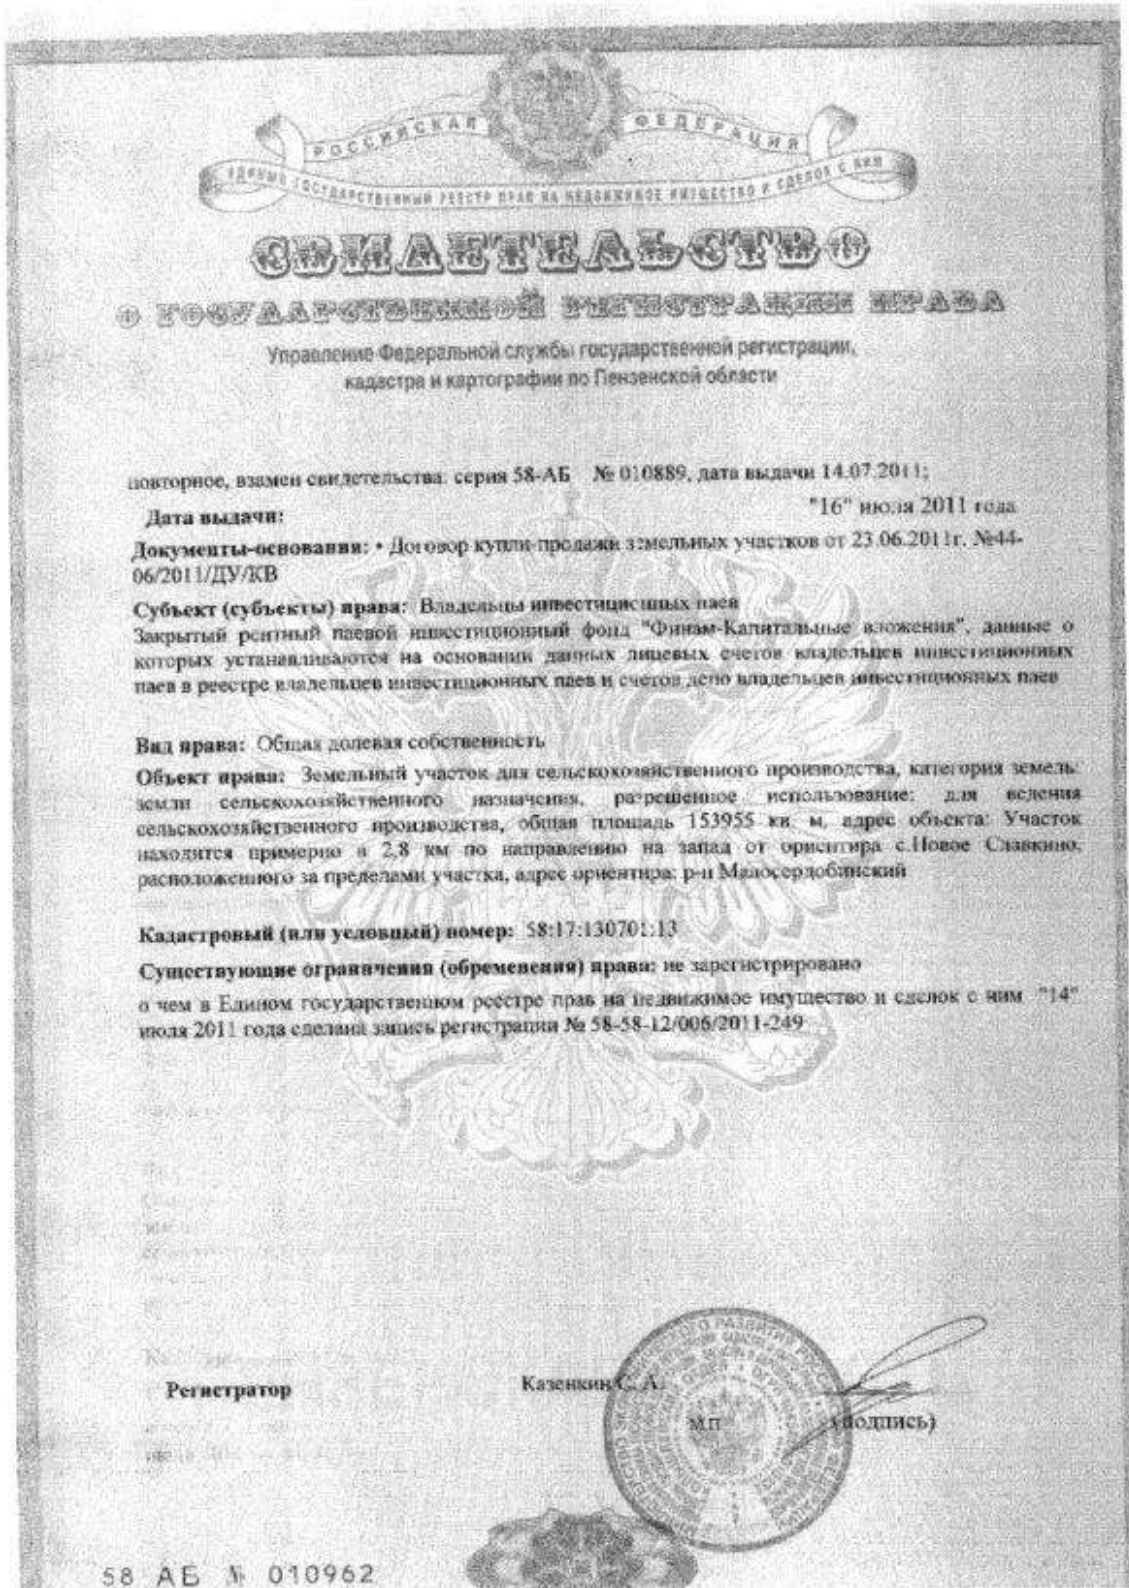 РОССИЙСКАЯ ФЕДЕРАЦИЯ
ЕДИНЫЙ ГОСУДАРСТВЕННЫЙ РЕЕСТР ПРАВ НА НЕДВИЖИМОЕ ИМУЩЕСТВО И СДЕЛОК С НИМ
СВИДЕТЕЛЬСТВО
О ГОСУДАРСТВЕННОЙ РЕГИСТРАЦИИ ПРАВА
Управление Федеральной службы государственной регистрации,
кадастра и картографии по Пензенской области
повторное, взамен свидетельства: серия 58-АБ № 010889, дата выдачи 14.07.2011;
Дата выдачи: "16" июля 2011 года
Документы-основания: • Договор купли-продажи земельных участков от 23.06.2011г. №44-
06/2011/ДУ/КВ
Субъект (субъекты) права: Владельцы инвестиционных паев
Закрытый рентный паевой инвестиционный фонд "Финам-Капитальные вложения", данные о
которых устанавливаются на основании данных лицевых счетов владельцев инвестиционных
паев в реестре владельцев инвестиционных паев и счетов депо владельцев инвестиционных паев
Вид права: Общая долевая собственность
Объект права: Земельный участок для сельскохозяйственного производства, категория земель:
земли сельскохозяйственного назначения, разрешенное использование: для ведения
сельскохозяйственного производства, общая площадь 153955 кв. м, адрес объекта: Участок
находится примерно в 2,8 км по направлению на запад от ориентира с.Новое Славкино,
расположенного за пределами участка, адрес ориентира: р-н Малосердобинский
Кадастровый (или условный) номер: 58:17:130701:13
Существующие ограничения (обременения) права: не зарегистрировано
о чем в Едином государственном реестре прав на недвижимое имущество и сделок с ним "14"
июля 2011 года сделана запись регистрации № 58-58-12/006/2011-249
Регистратор Казенкин С. А.
М.П. (подпись)
58 АБ № 010962